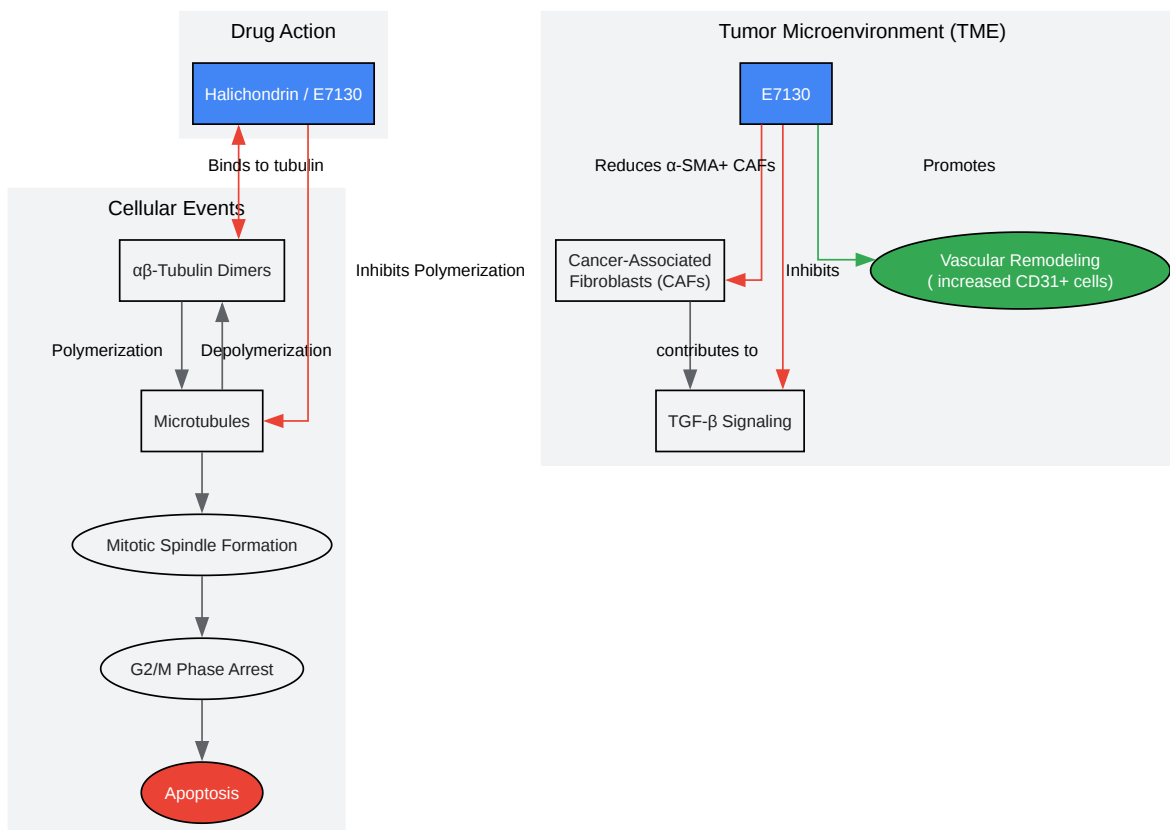 Drug Action
Halichondrin / E7130
Binds to tubulin
Cellular Events
αβ-Tubulin Dimers
Inhibits Polymerization
Polymerization
Depolymerization
Microtubules
Mitotic Spindle Formation
G2/M Phase Arrest
Apoptosis
Tumor Microenvironment (TME)
E7130
Reduces α-SMA+ CAFs
Promotes
Cancer-Associated
Fibroblasts (CAFs)
Inhibits
Vascular Remodeling
( increased CD31+ cells)
contributes to
TGF-β Signaling